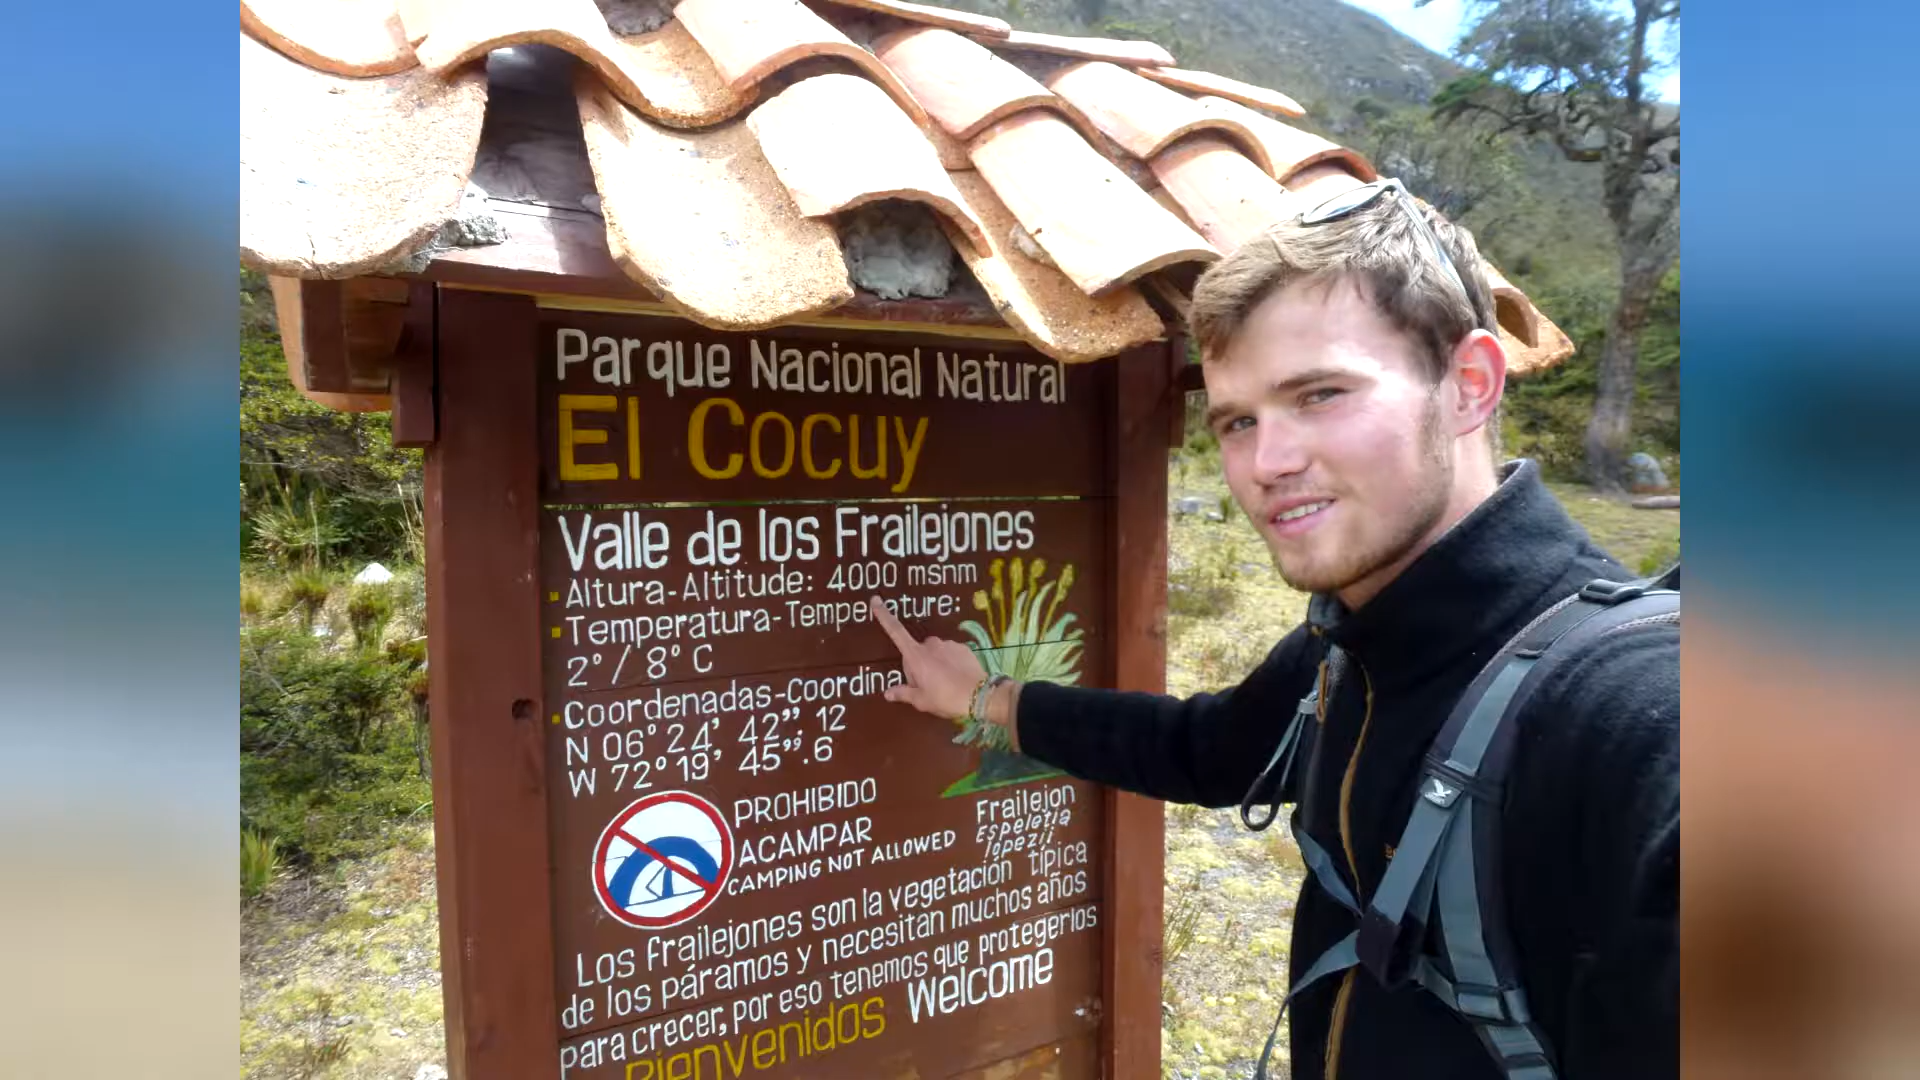 Parque Nacional Natural
El Cocuy
Valle de los Frailejones
Altura-Altitude: 4000 msnm
Temperatura-Temperature:
2° / 8° C
Coordenadas-Coordina
N 06° 24' 42". 12
W 72° 19' 45". 6
PROHIBIDO
ACAMPAR
CAMPING NOT ALLOWED
Frailejon
Espeletia
lopezii
Los frailejones son la vegetación típica
de los páramos y necesitan muchos años
para crecer, por eso tenemos que protegerlos
Bienvenidos Welcome